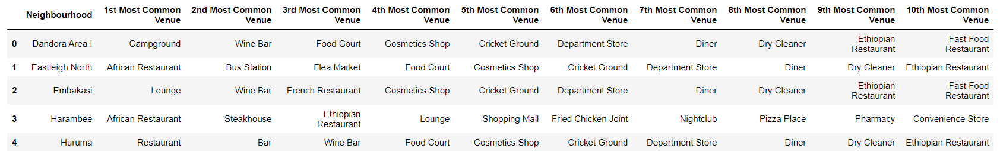 Neighbourhood 1st Most Common Venue 2nd Most Common Venue 3rd Most Common Venue 4th Most Common Venue 5th Most Common Venue 6th Most Common Venue 7th Most Common Venue 8th Most Common Venue 9th Most Common Venue 10th Most Common Venue
0 Dandora Area I Campground Wine Bar Food Court Cosmetics Shop Cricket Ground Department Store Diner Dry Cleaner Ethiopian Restaurant Fast Food Restaurant
1 Eastleigh North African Restaurant Bus Station Flea Market Food Court Cosmetics Shop Cricket Ground Department Store Diner Dry Cleaner Ethiopian Restaurant
2 Embakasi Lounge Wine Bar French Restaurant Cosmetics Shop Cricket Ground Department Store Diner Dry Cleaner Ethiopian Restaurant Fast Food Restaurant
3 Harambee African Restaurant Steakhouse Ethiopian Restaurant Lounge Shopping Mall Fried Chicken Joint Nightclub Pizza Place Pharmacy Convenience Store
4 Huruma Restaurant Bar Wine Bar Food Court Cosmetics Shop Cricket Ground Department Store Diner Dry Cleaner Ethiopian Restaurant